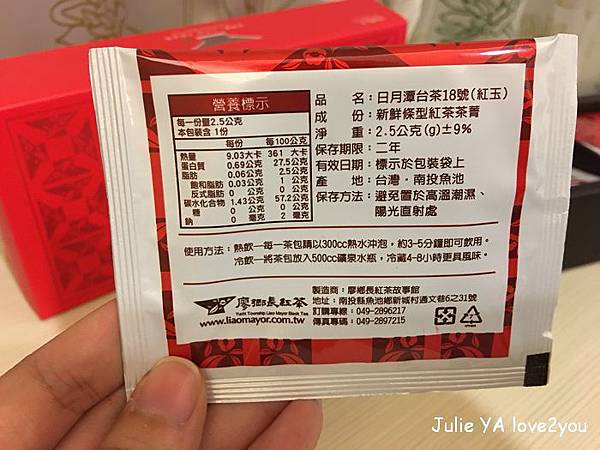 營養標示
每一份量2.5公克
本包裝含 1份
每份 每100公克
熱量 9.03大卡 361 大卡
蛋白質 0.69公克 27.5公克
脂肪 0.06公克 2.5公克
飽和脂肪 0.03公克 1 公克
反式脂肪 0 公克 0 公克
碳水化合物 1.43公克 57.2公克
糖 0 公克 0 公克
鈉 0 毫克 2 毫克
品名：日月潭台茶18號(紅玉)
成份：新鮮條型紅茶茶菁
淨重：2.5公克(g)±9%
保存期限：二年
有效日期：標示於包裝袋上
產地：台灣・南投魚池
保存方法：避免置於高溫潮濕、
陽光直射處
使用方法：熱飲—每一茶包請以300cc熱水沖泡，約3-5分鐘即可飲用。
冷飲—將茶包放入500cc礦泉水瓶，冷藏4-8小時更具風味。
廖鄉長紅茶
Yuchi Township Liao Mayor Black Tea
www.liaomayor.com.tw
製造商：廖鄉長紅茶故事館
地址：南投縣魚池鄉新城村通文巷6之31號
訂購專線：049-2896217
傳真專線：049-2897215
Julie YA love2you